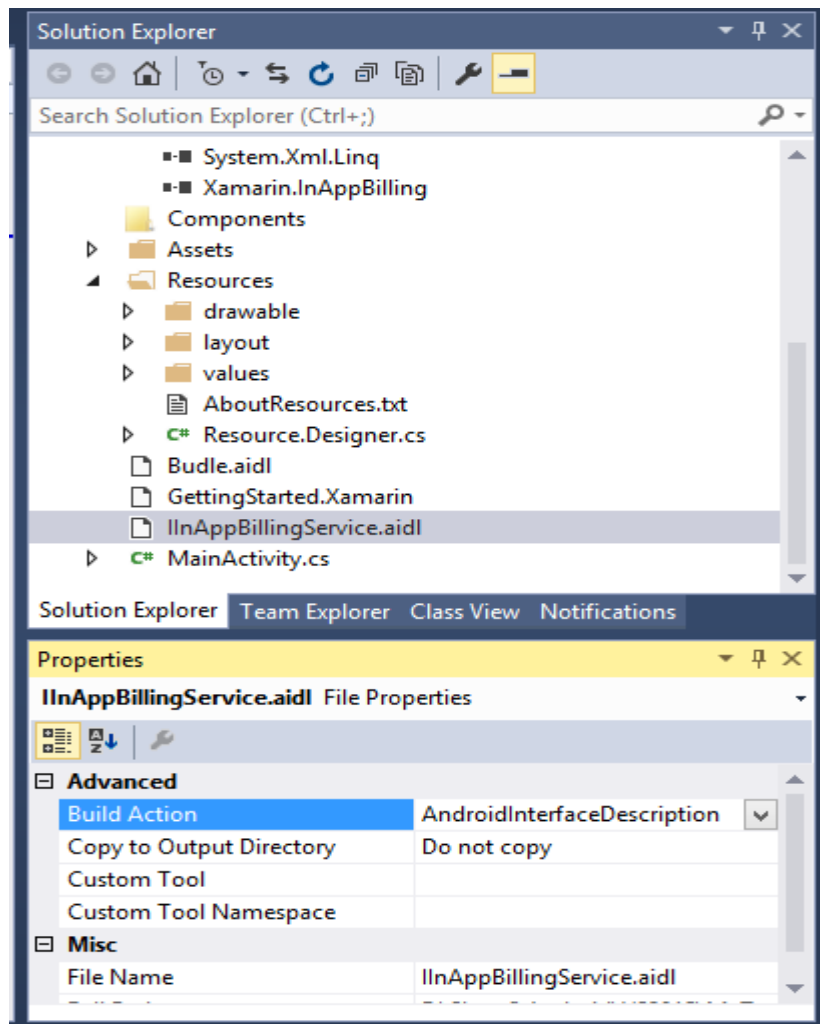 Solution Explorer
Search Solution Explorer (Ctrl+;)
System.Xml.Linq
Xamarin.InAppBilling
Components
Assets
Resources
drawable
layout
values
AboutResources.txt
C# Resource.Designer.cs
Budle.aidl
GettingStarted.Xamarin
IInAppBillingService.aidl
C# MainActivity.cs
Solution Explorer Team Explorer Class View Notifications
Properties
IInAppBillingService.aidl File Properties
Advanced
Build Action AndroidInterfaceDescription
Copy to Output Directory Do not copy
Custom Tool
Custom Tool Namespace
Misc
File Name IInAppBillingService.aidl